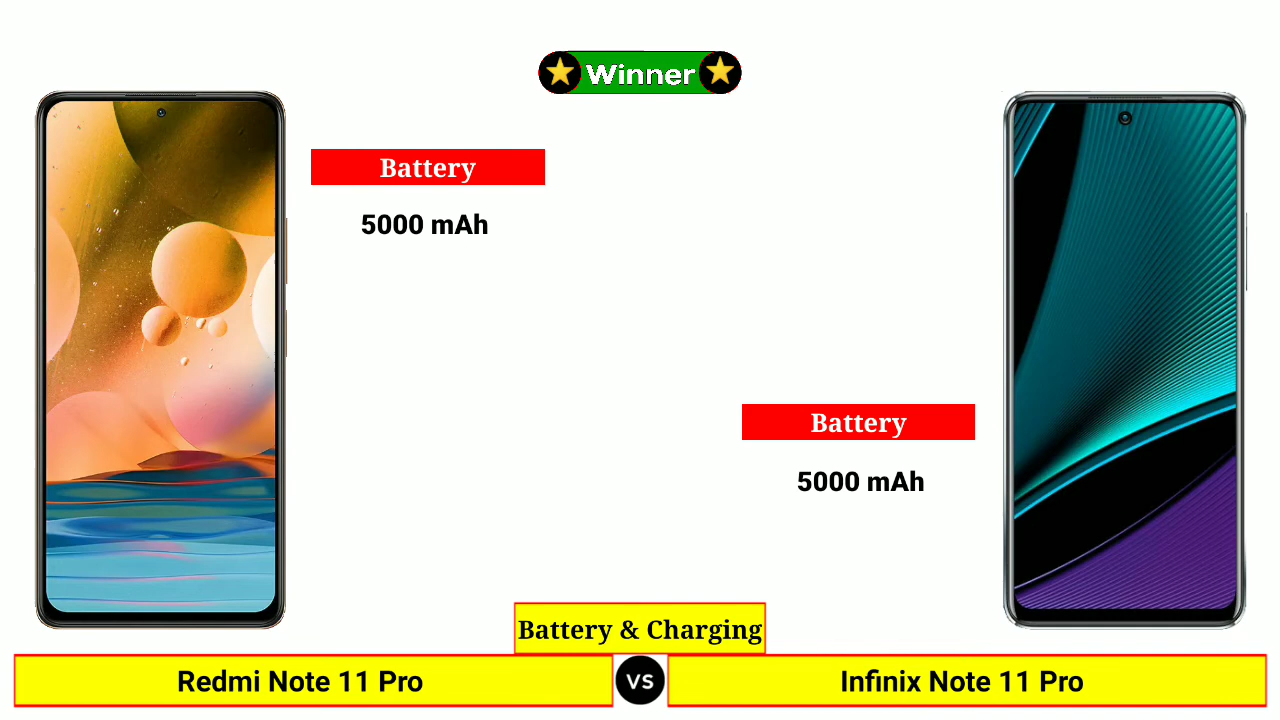 Winner
Battery
5000 mAh
Battery
5000 mAh
Battery & Charging
Redmi Note 11 Pro
VS
Infinix Note 11 Pro